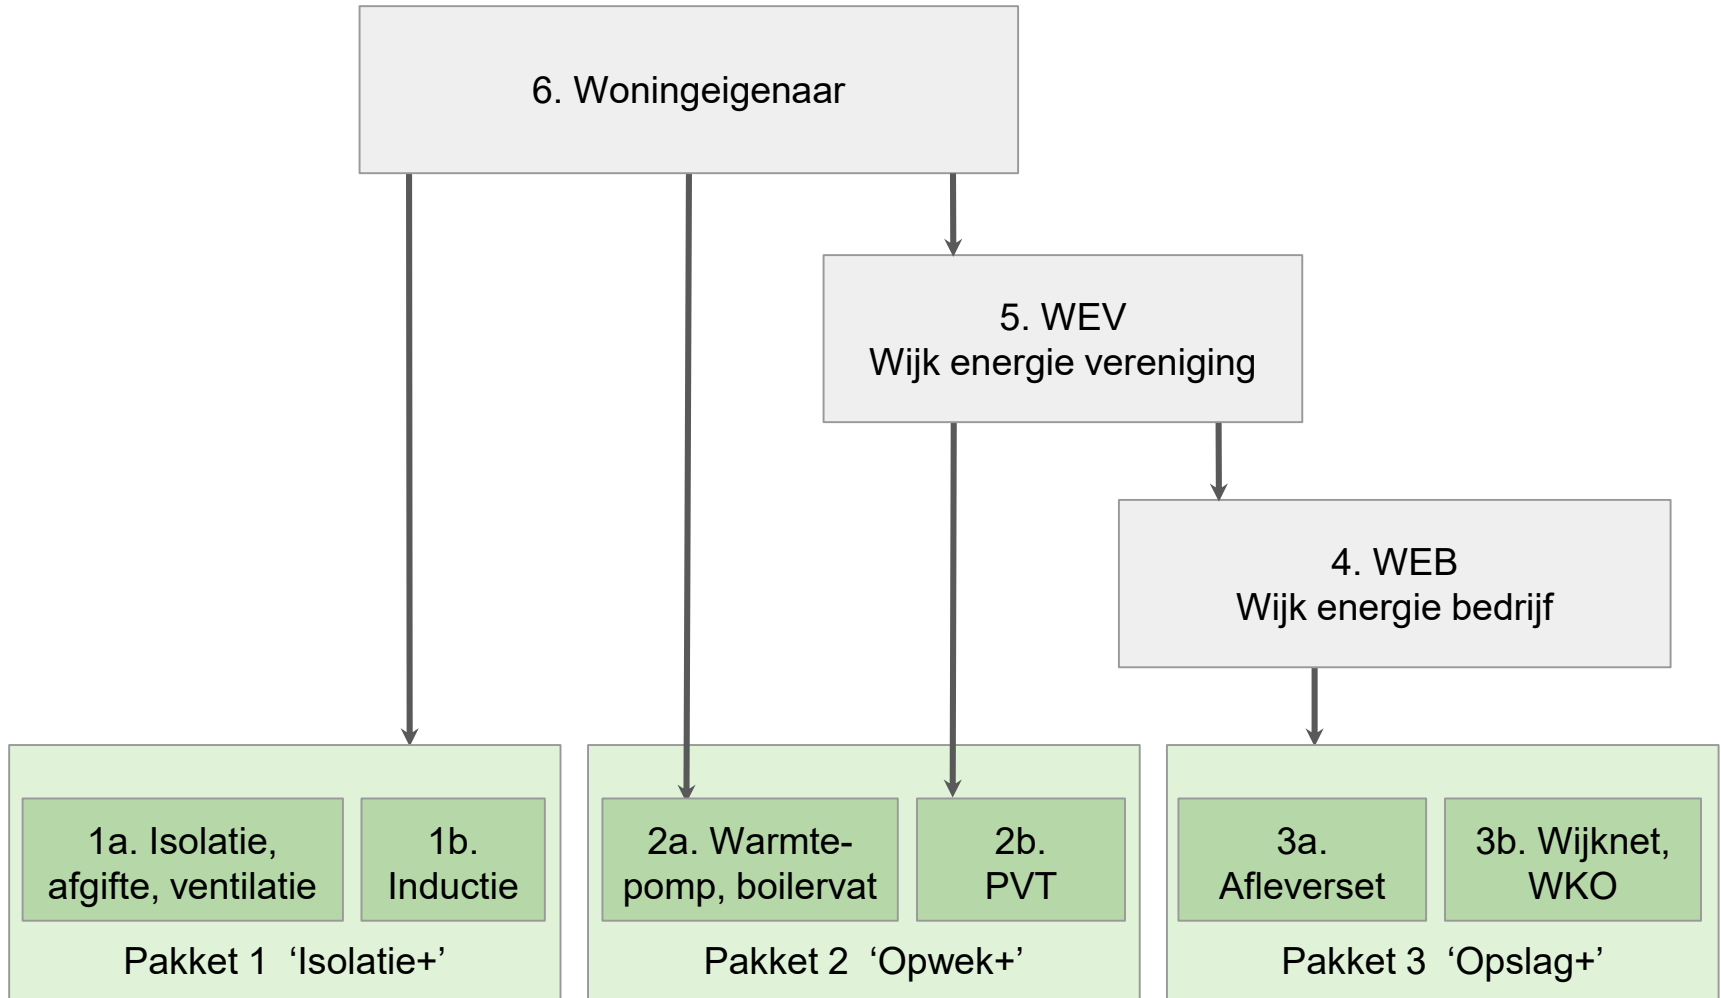 6. Woningeigenaar
5. WEV
Wijk energie vereniging
4. WEB
Wijk energie bedrijf
1a. Isolatie,
afgifte, ventilatie
1b.
Inductie
2a. Warmte-
pomp, boilervat
2b.
PVT
3a.
Afleverset
3b. Wijknet,
WKO
Pakket 1 ‘Isolatie+’
Pakket 2 ‘Opwek+’
Pakket 3 ‘Opslag+’